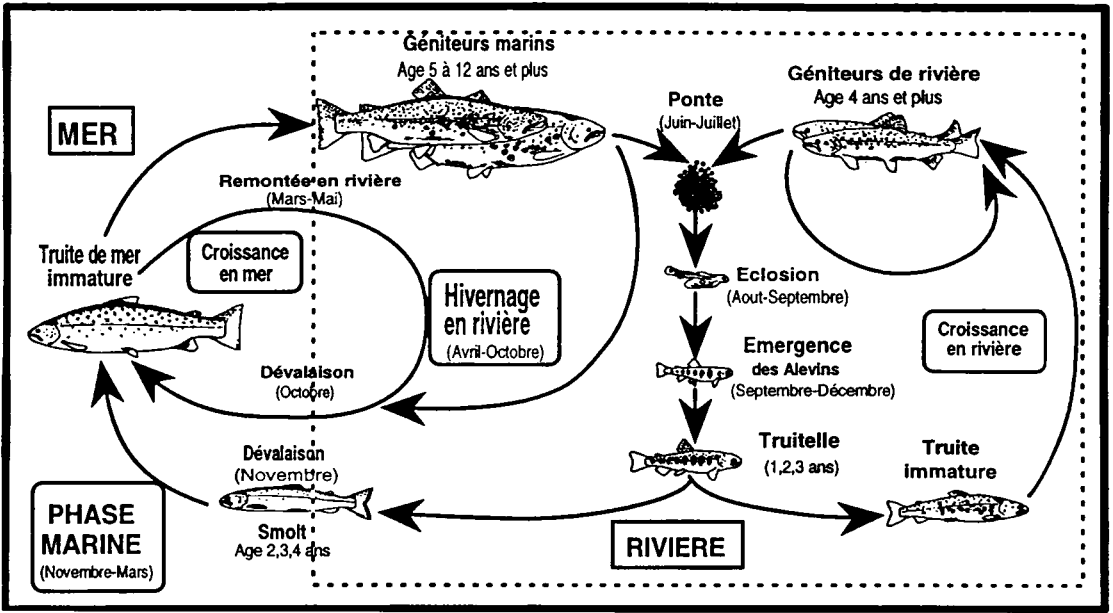 Géniteurs marins
Age 5 à 12 ans et plus
Géniteurs de rivière
Age 4 ans et plus
Ponte
(Juin-Juillet)
MER
Remontée en rivière
(Mars-Mai)
Truite de mer
immature
Croissance
en mer
Hivernage
en rivière
(Avril-Octobre)
Eclosion
(Aout-Septembre)
Croissance
en rivière
Emergence
des Alevins
(Septembre-Décembre)
Dévalaison
(Octobre)
Truitelle
(1,2,3 ans)
Truite
immature
Dévalaison
(Novembre)
Smolt
Age 2,3,4 ans
PHASE
MARINE
(Novembre-Mars)
RIVIERE